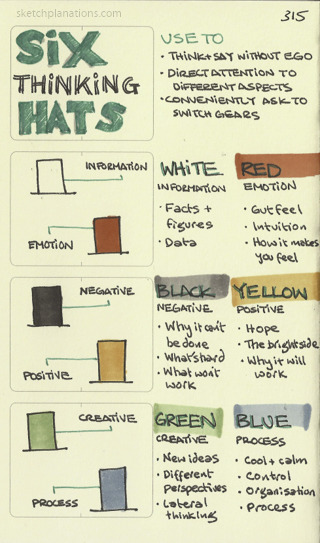 sketchplanations.com
315
SiX
THiNKiNG
HATS
USE TO
• THINK + SAY WITHOUT EGO
• DIRECT ATTENTION TO
DIFFERENT ASPECTS
• CONVENIENTLY ASK TO
SWITCH GEARS
INFORMATION
EMOTION
WHITE
INFORMATION
• Facts +
figures
• Data
RED
EMOTION
• Gut feel
• Intuition
• How it makes
you feel
NEGATIVE
POSITIVE
BLACK
NEGATIVE
• Why it can't
be done
• What's hard
• What won't
work
YELLOW
POSITIVE
• Hope
• The bright side
• Why it will
work
CREATIVE
PROCESS
GREEN
CREATIVE
• New ideas
• Different
Perspectives
• Lateral
thinking
BLUE
PROCESS
• Cool + calm
• Control
• Organisation
• Process